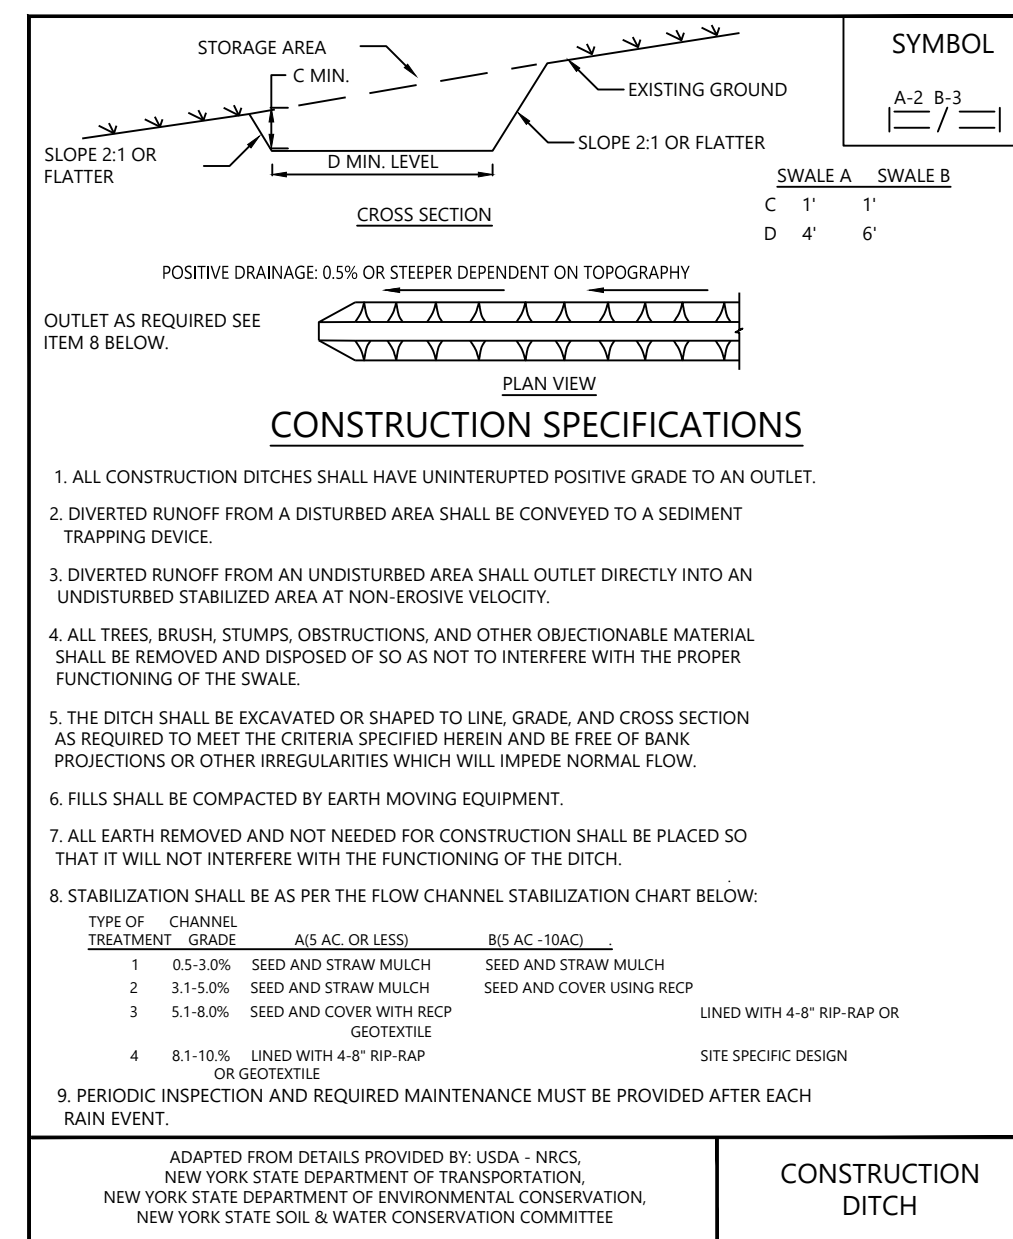 STORAGE AREA
C MIN.
EXISTING GROUND
SLOPE 2:1 OR FLATTER
SLOPE 2:1 OR
FLATTER
D MIN. LEVEL
CROSS SECTION
SYMBOL
A-2 B-3
SWALE A SWALE B
C 1' 1'
D 4' 6'
POSITIVE DRAINAGE: 0.5% OR STEEPER DEPENDENT ON TOPOGRAPHY
OUTLET AS REQUIRED SEE
ITEM 8 BELOW.
PLAN VIEW
CONSTRUCTION SPECIFICATIONS
1. ALL CONSTRUCTION DITCHES SHALL HAVE UNINTERUPTED POSITIVE GRADE TO AN OUTLET.
2. DIVERTED RUNOFF FROM A DISTURBED AREA SHALL BE CONVEYED TO A SEDIMENT
TRAPPING DEVICE.
3. DIVERTED RUNOFF FROM AN UNDISTURBED AREA SHALL OUTLET DIRECTLY INTO AN
UNDISTURBED STABILIZED AREA AT NON-EROSIVE VELOCITY.
4. ALL TREES, BRUSH, STUMPS, OBSTRUCTIONS, AND OTHER OBJECTIONABLE MATERIAL
SHALL BE REMOVED AND DISPOSED OF SO AS NOT TO INTERFERE WITH THE PROPER
FUNCTIONING OF THE SWALE.
5. THE DITCH SHALL BE EXCAVATED OR SHAPED TO LINE, GRADE, AND CROSS SECTION
AS REQUIRED TO MEET THE CRITERIA SPECIFIED HEREIN AND BE FREE OF BANK
PROJECTIONS OR OTHER IRREGULARITIES WHICH WILL IMPEDE NORMAL FLOW.
6. FILLS SHALL BE COMPACTED BY EARTH MOVING EQUIPMENT.
7. ALL EARTH REMOVED AND NOT NEEDED FOR CONSTRUCTION SHALL BE PLACED SO
THAT IT WILL NOT INTERFERE WITH THE FUNCTIONING OF THE DITCH.
8. STABILIZATION SHALL BE AS PER THE FLOW CHANNEL STABILIZATION CHART BELOW:
TYPE OF CHANNEL
TREATMENT GRADE A(5 AC. OR LESS) B(5 AC -10AC) .
1 0.5-3.0% SEED AND STRAW MULCH SEED AND STRAW MULCH
2 3.1-5.0% SEED AND STRAW MULCH SEED AND COVER USING RECP
3 5.1-8.0% SEED AND COVER WITH RECP LINED WITH 4-8" RIP-RAP OR
GEOTEXTILE
4 8.1-10.% LINED WITH 4-8" RIP-RAP SITE SPECIFIC DESIGN
OR GEOTEXTILE
9. PERIODIC INSPECTION AND REQUIRED MAINTENANCE MUST BE PROVIDED AFTER EACH
RAIN EVENT.
ADAPTED FROM DETAILS PROVIDED BY: USDA - NRCS,
NEW YORK STATE DEPARTMENT OF TRANSPORTATION,
NEW YORK STATE DEPARTMENT OF ENVIRONMENTAL CONSERVATION,
NEW YORK STATE SOIL & WATER CONSERVATION COMMITTEE
CONSTRUCTION
DITCH